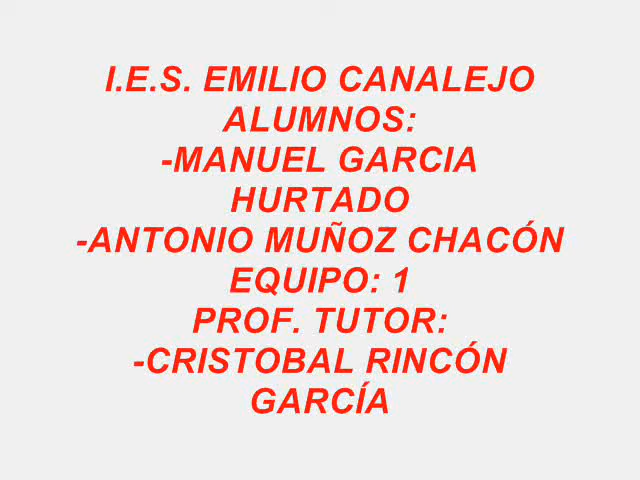 I.E.S. EMILIO CANALEJO
ALUMNOS:
-MANUEL GARCIA
HURTADO
-ANTONIO MUÑOZ CHACÓN
EQUIPO: 1
PROF. TUTOR:
-CRISTOBAL RINCÓN
GARCÍA